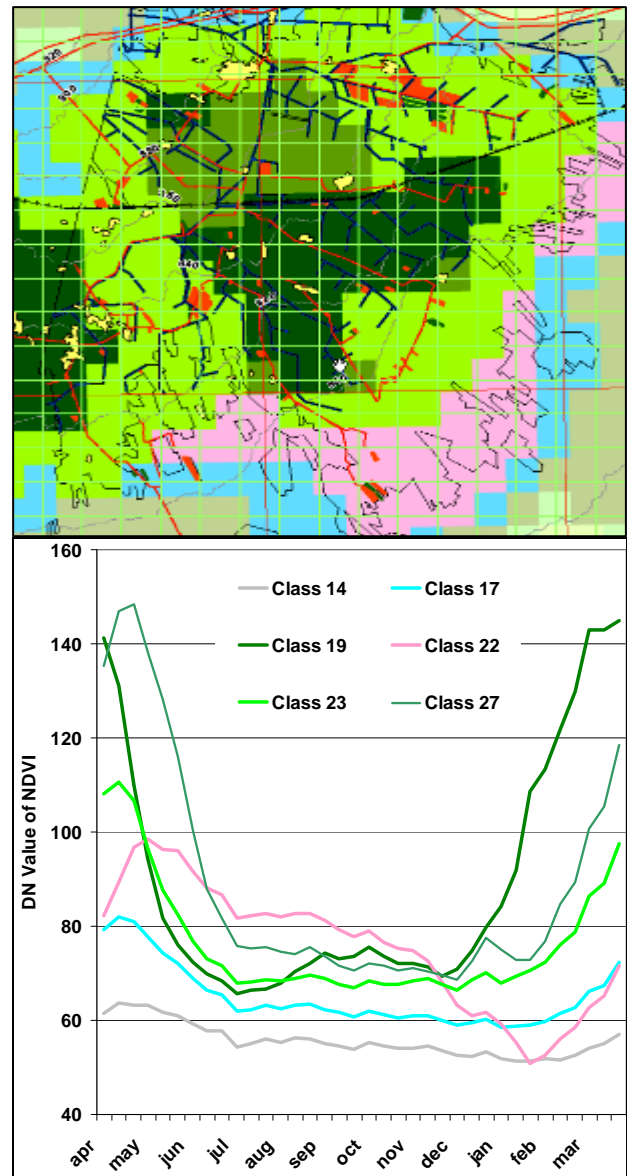 160
140
120
100
80
60
40
DN Value of NDVI
Class 14
Class 17
Class 19
Class 22
Class 23
Class 27
apr
may
jun
jul
aug
sep
oct
nov
dec
jan
feb
mar